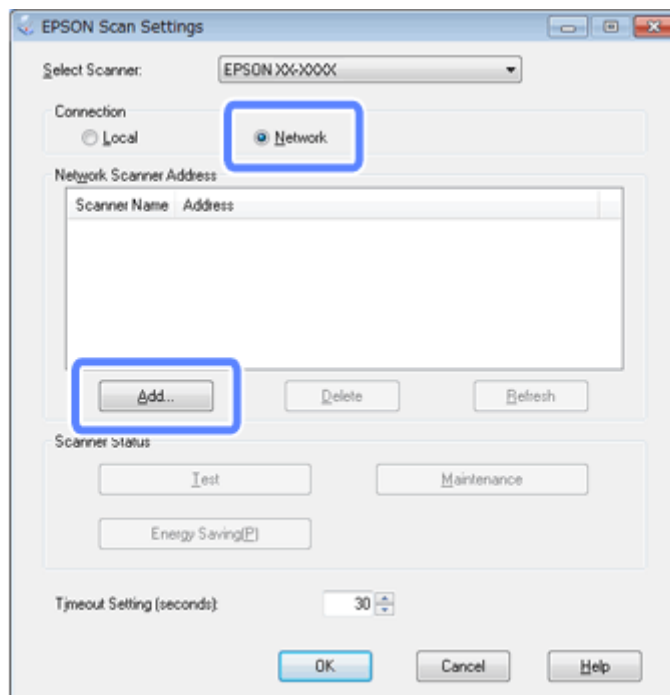 EPSON Scan Settings
Select Scanner: EPSON XX-XXXX
Connection
Local Network
Network Scanner Address
Scanner Name Address
Add... Delete Refresh
Scanner Status
Test Maintenance
Energy Saving(P)
Timeout Setting (seconds): 30
OK Cancel Help